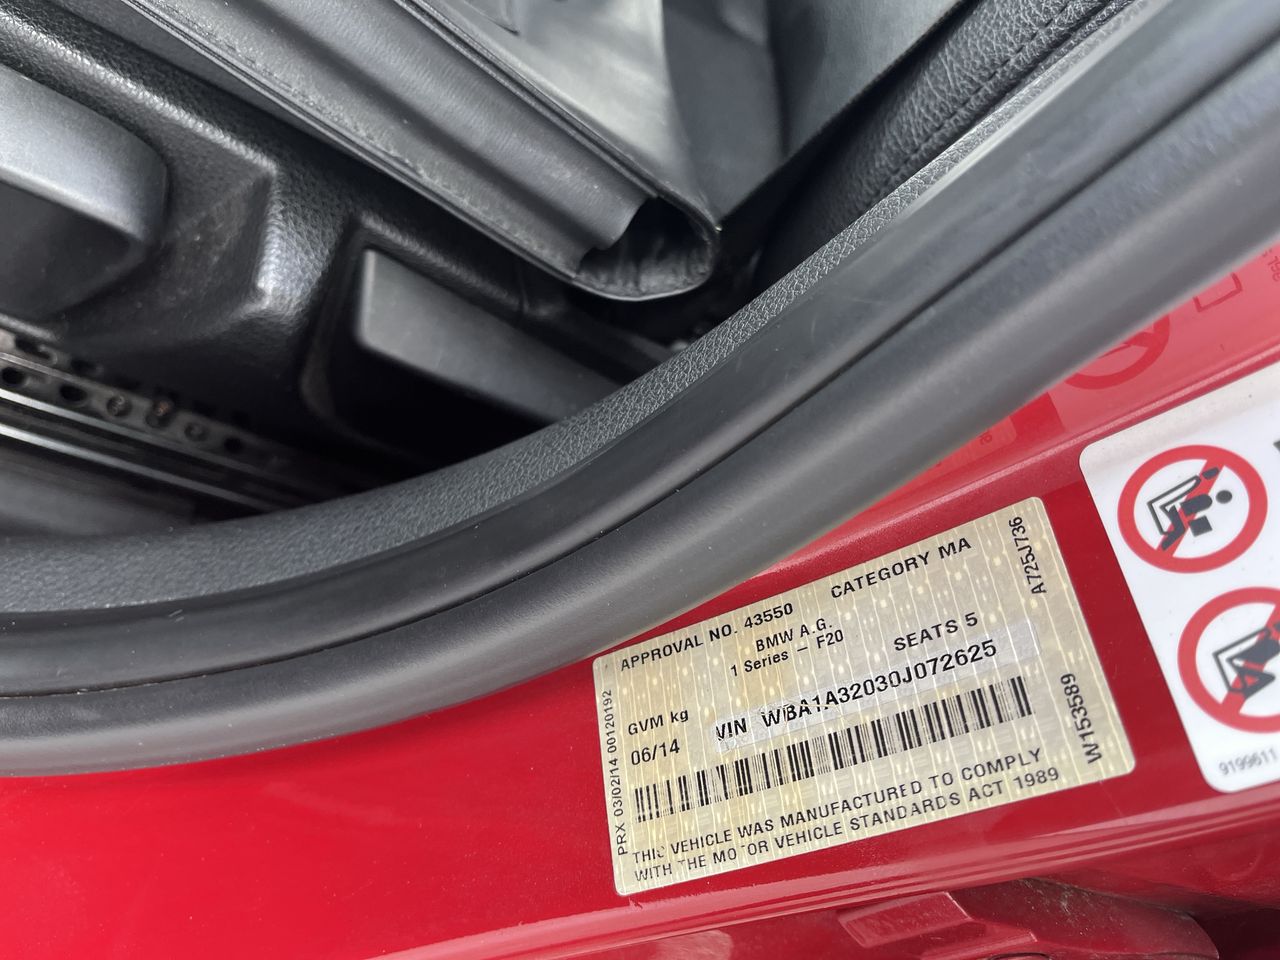 APPROVAL NO. 43550 CATEGORY MA
BMW A.G.
1 Series – F20 SEATS 5
GVM kg
06/14
VIN WBA1A32030J072625
THIS VEHICLE WAS MANUFACTURED TO COMPLY
WITH THE MOTOR VEHICLE STANDARDS ACT 1989
PRX 03/02/14 00120192
A725J736
W153589
9199611